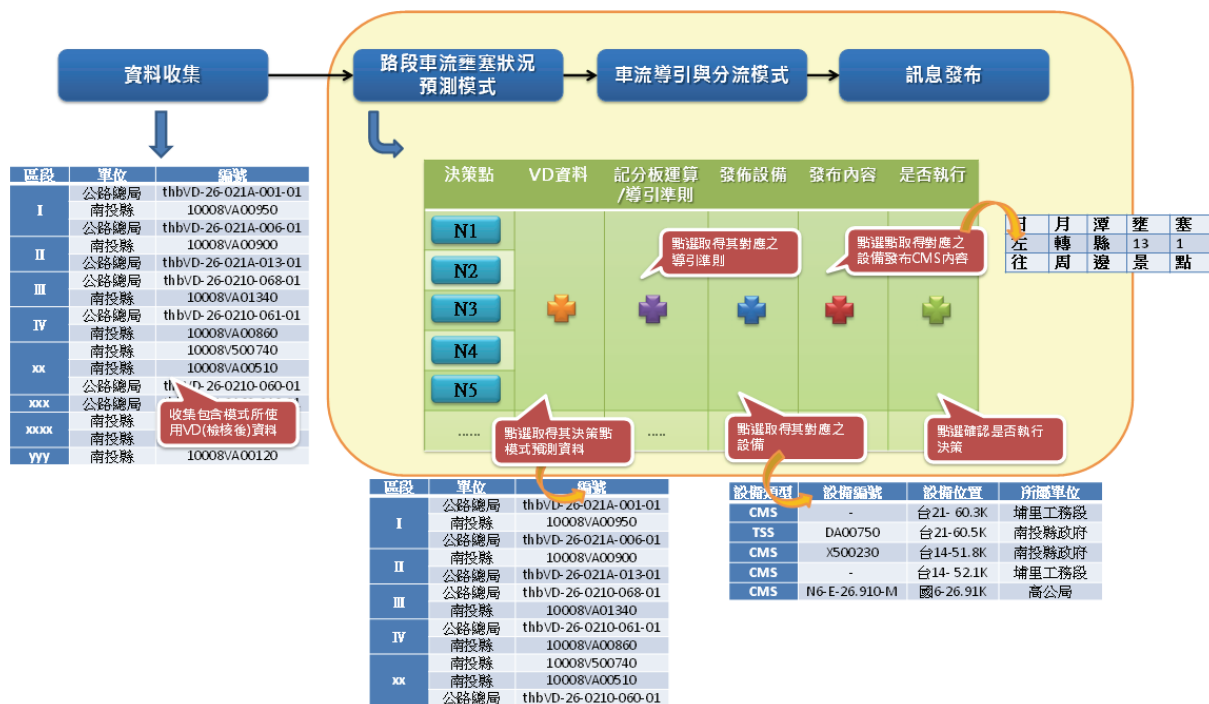 資料收集
路段車流壅塞狀況
預測模式
車流導引與分流模式
訊息發布
區段 單位 編號
I 公路總局 thbVD-26-021A-001-01
南投縣 10008VA00950
公路總局 thbVD-26-021A-006-01
II 南投縣 10008VA00900
公路總局 thbVD-26-021A-013-01
III 公路總局 thbVD-26-0210-068-01
南投縣 10008VA01340
IV 公路總局 thbVD-26-0210-061-01
南投縣 10008VA00860
xx 南投縣 10008V500740
南投縣 10008VA00510
公路總局 thbVD-26-0210-060-01
xxx 公路總局
xxxx 南投縣
南投縣
yyy 南投縣 10008VA00120
收集包含模式所使
用VD(檢核後)資料
決策點 VD資料 記分板運算
/導引準則 發佈設備 發布內容 是否執行
N1
N2
N3
N4
N5
...... .....
點選取得其對應之
導引準則
點選點取得對應之
設備發布CMS內容
點選取得其決策點
模式預測資料
點選取得其對應之
設備
點選確認是否執行
決策
日 月 潭 壅 塞
左 轉 縣 13 1
往 周 邊 景 點
區段 單位 編號
I 公路總局 thbVD-26-021A-001-01
南投縣 10008VA00950
公路總局 thbVD-26-021A-006-01
II 南投縣 10008VA00900
公路總局 thbVD-26-021A-013-01
III 公路總局 thbVD-26-0210-068-01
南投縣 10008VA01340
IV 公路總局 thbVD-26-0210-061-01
南投縣 10008VA00860
xx 南投縣 10008V500740
南投縣 10008VA00510
公路總局 thbVD-26-0210-060-01
設備類型 設備編號 設備位置 所屬單位
CMS - 台21- 60.3K 埔里工務段
TSS DA00750 台21-60.5K 南投縣政府
CMS X500230 台14-51.8K 南投縣政府
CMS - 台14- 52.1K 埔里工務段
CMS N6-E-26.910-M 國6-26.91K 高公局